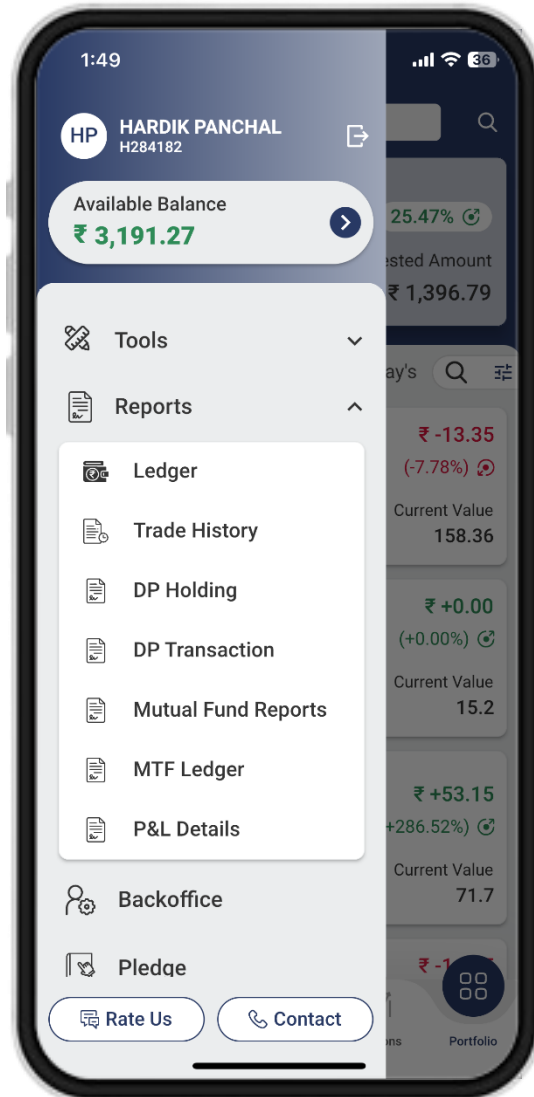 1:49
36
HP
HARDIK PANCHAL
H284182
Available Balance
₹ 3,191.27
25.47%
ested Amount
₹ 1,396.79
Tools
ay's
Reports
Ledger
Trade History
DP Holding
DP Transaction
Mutual Fund Reports
MTF Ledger
P&L Details
Backoffice
Pledge
Rate Us
Contact
₹ -13.35
(-7.78%)
Current Value
158.36
₹ +0.00
(+0.00%)
Current Value
15.2
₹ +53.15
+286.52%)
Current Value
71.7
ons
Portfolio